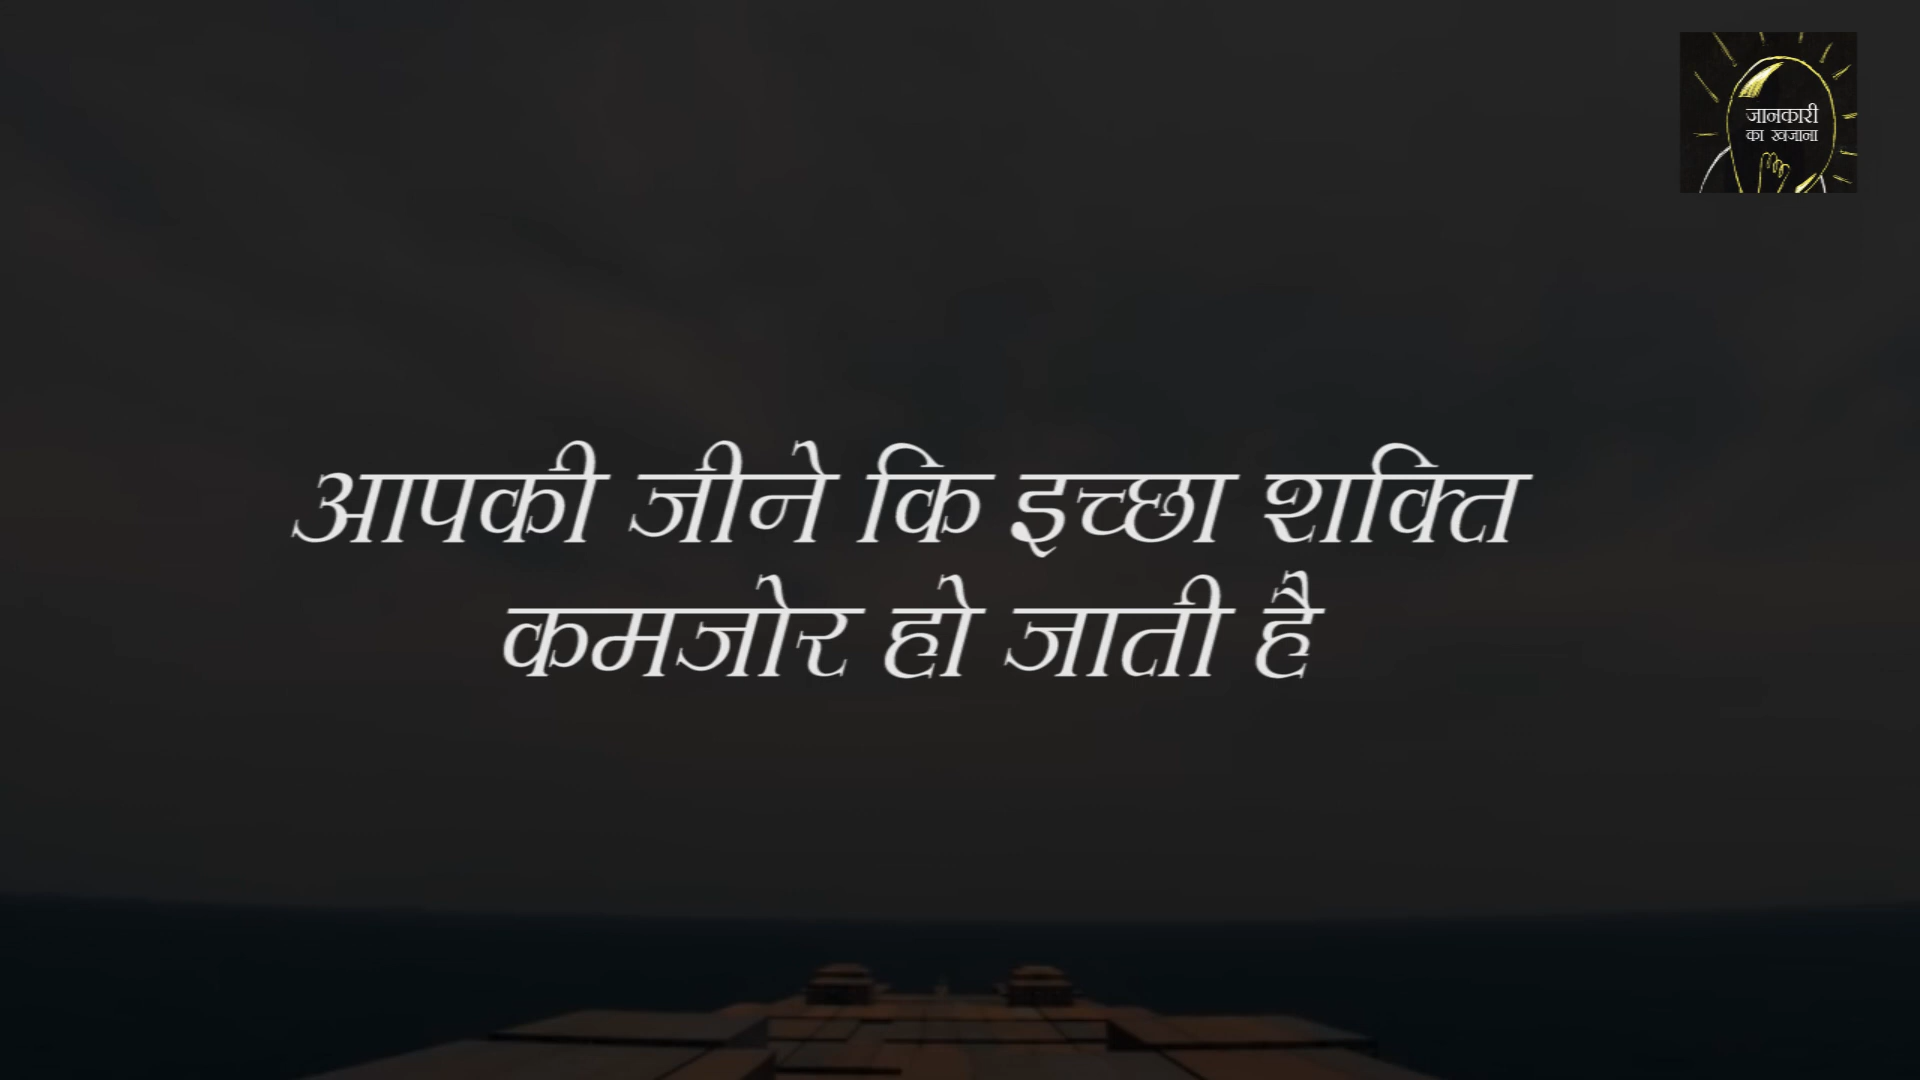 जानकारी
का खजाना
आपकी जीने कि इच्छा शक्ति
कमजोर हो जाती है